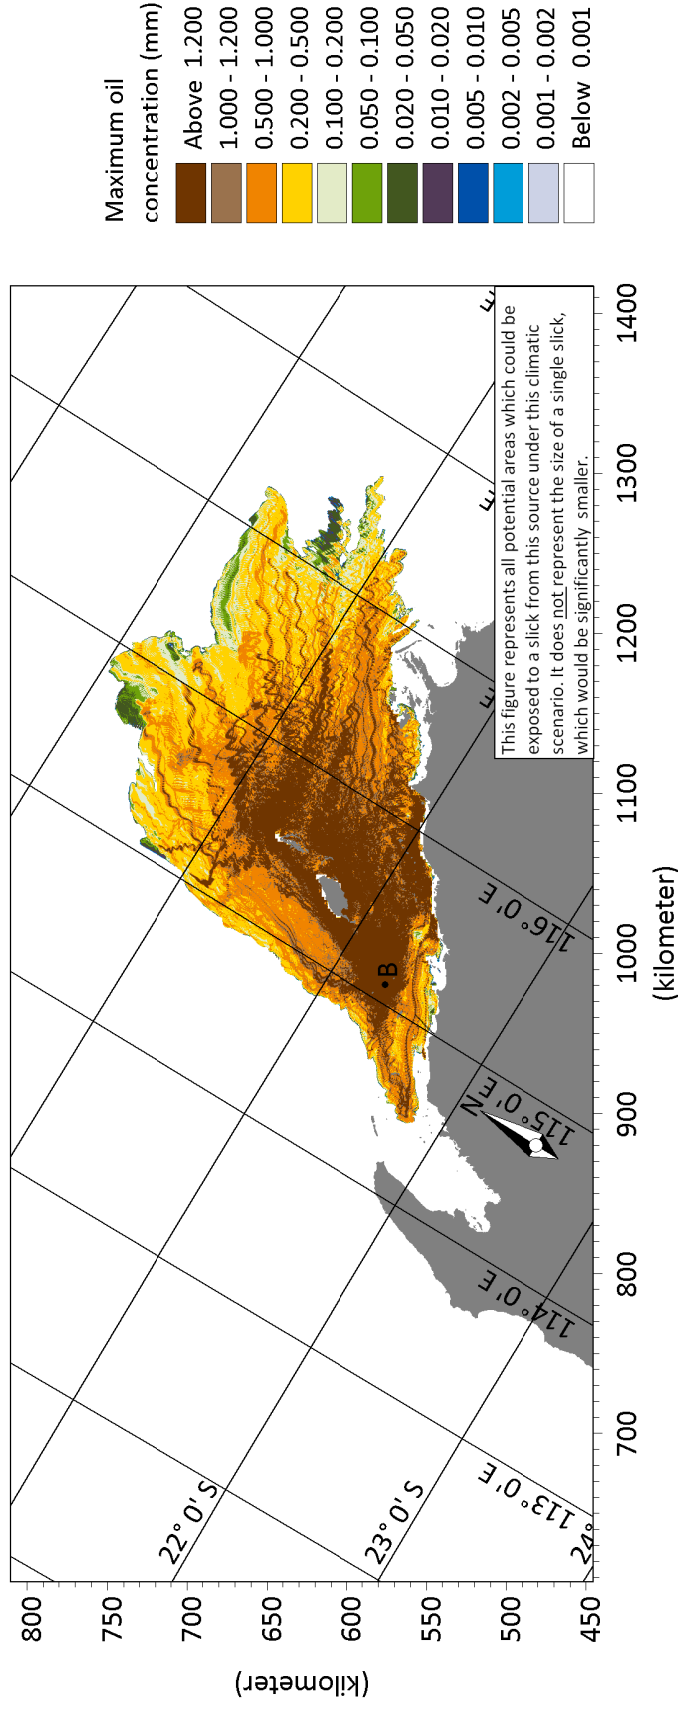 Maximum oil
concentration (mm)
Above 1.200
1.000 - 1.200
0.500 - 1.000
0.200 - 0.500
0.100 - 0.200
0.050 - 0.100
0.020 - 0.050
0.010 - 0.020
0.005 - 0.010
0.002 - 0.005
0.001 - 0.002
Below 0.001
800
750
700
650
600
550
500
450
(kilometer)
22° 0' S
23° 0' S
24°
113° 0' E
114° 0' E
115° 0' E
116° 0' E
E
E
E
B
N
This figure represents all potential areas which could be
exposed to a slick from this source under this climatic
scenario. It does not represent the size of a single slick,
which would be significantly smaller.
700
800
900
1000
1100
1200
1300
1400
(kilometer)